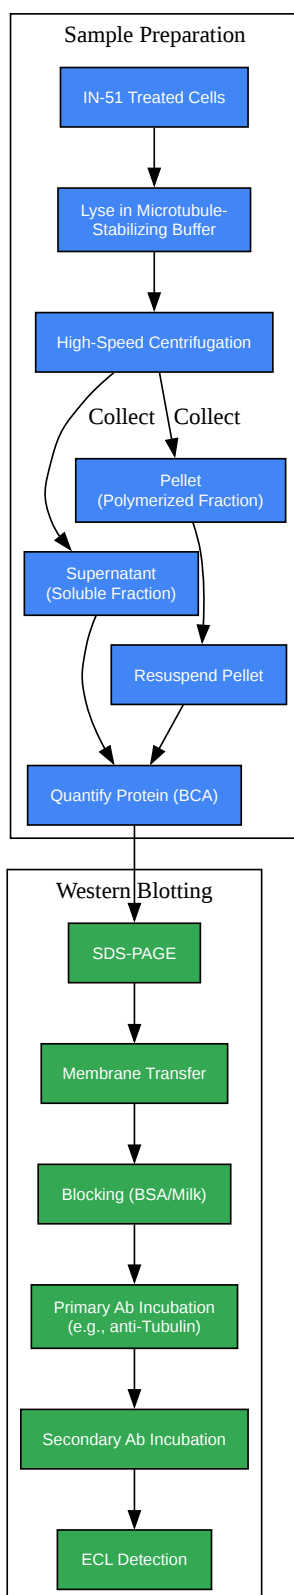 Sample Preparation
IN-51 Treated Cells
Lyse in Microtubule-
Stabilizing Buffer
High-Speed Centrifugation
Collect
Collect
Pellet
(Polymerized Fraction)
Supernatant
(Soluble Fraction)
Resuspend Pellet
Quantify Protein (BCA)
Western Blotting
SDS-PAGE
Membrane Transfer
Blocking (BSA/Milk)
Primary Ab Incubation
(e.g., anti-Tubulin)
Secondary Ab Incubation
ECL Detection